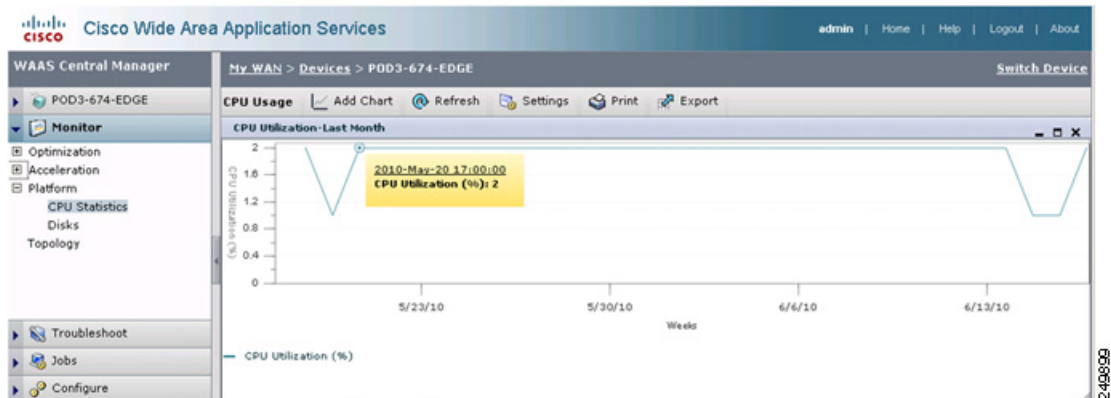 CISCO
Cisco Wide Area Application Services
admin | Home | Help | Logout | About
WAAS Central Manager
My WAN > Devices > POD3-674-EDGE
Switch Device
POD3-674-EDGE
CPU Usage Add Chart Refresh Settings Print Export
Monitor
CPU Utilization-Last Month
Optimization
Acceleration
Platform
CPU Statistics
Disks
Topology
CPU Utilization (%)
2
1.6
1.2
0.8
0.4
0
2010-May-20 17:00:00
CPU Utilization (%): 2
5/23/10
5/30/10
6/6/10
6/13/10
Weeks
CPU Utilization (%)
Troubleshoot
Jobs
Configure
249899